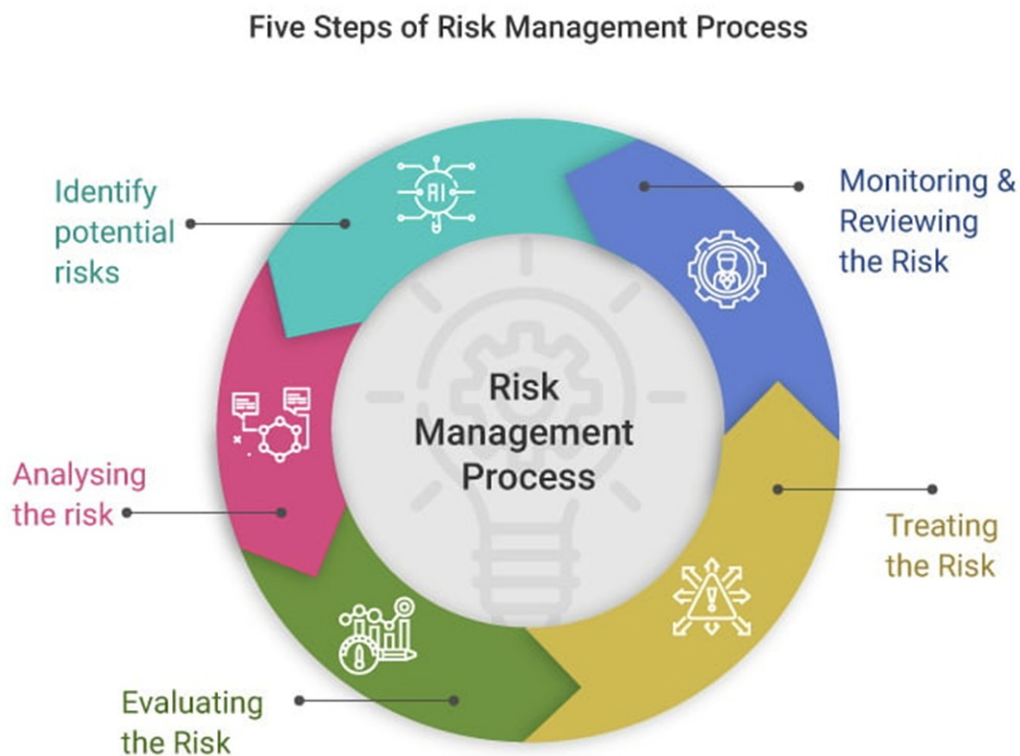 Five Steps of Risk Management Process
Identify
potential
risks
AI
Monitoring &
Reviewing
the Risk
Risk
Management
Process
Analysing
the risk
Treating
the Risk
Evaluating
the Risk